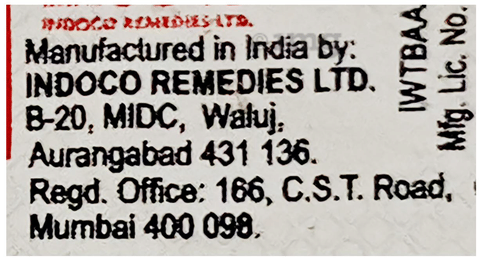 INDOCO REMEDIES LTD.
Manufactured in India by:
INDOCO REMEDIES LTD.
B-20, MIDC, Waluj,
Aurangabad 431 136.
Regd. Office: 166, C.S.T. Road,
Mumbai 400 098.
IWTBAA
Mfg. Lic. No.